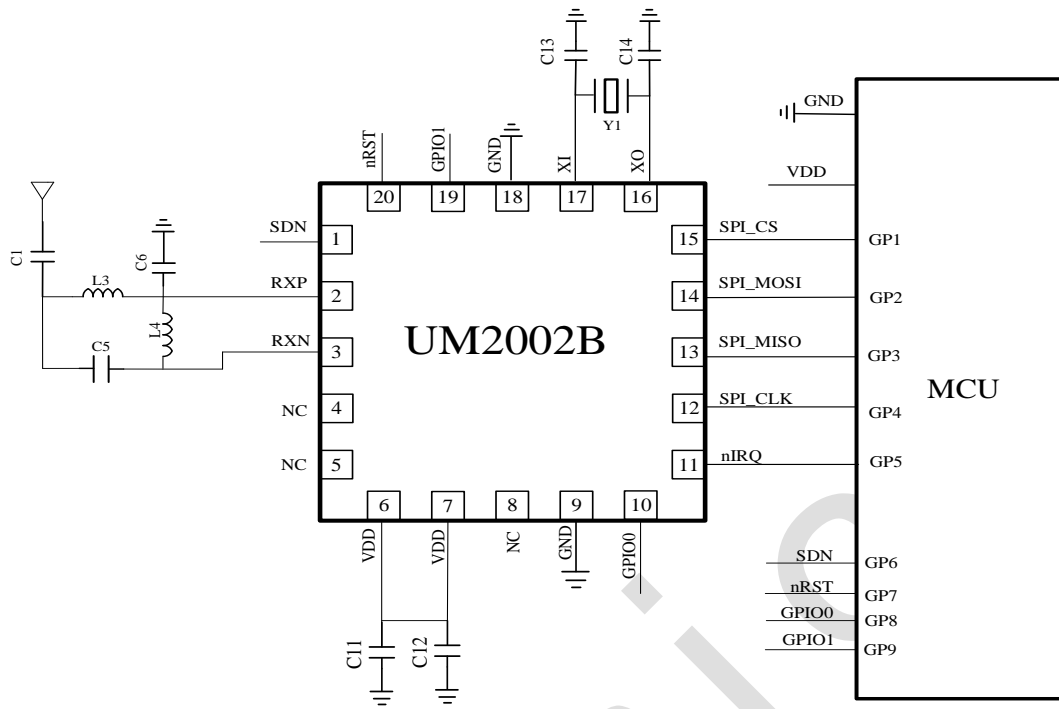 C13
C14
Y1
nRST
GPIO1
GND
XI
XO
20
19
18
17
16
GND
VDD
C1
L3
C6
L4
C5
SDN
1
RXP
2
RXN
3
NC
4
NC
5
UM2002B
15
SPI_CS
GP1
14
SPI_MOSI
GP2
13
SPI_MISO
GP3
12
SPI_CLK
GP4
11
nIRQ
GP5
MCU
6
7
8
9
10
VDD
VDD
NC
GND
GPIO0
C11
C12
SDN
GP6
nRST
GP7
GPIO0
GP8
GPIO1
GP9